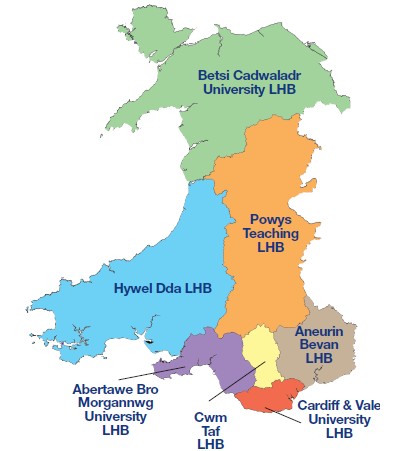 Betsi Cadwaladr
University LHB
Powys
Teaching
LHB
Hywel Dda LHB
Aneurin
Bevan
LHB
Abertawe Bro
Morgannwg
University
LHB
Cwm
Taf
LHB
Cardiff & Vale
University
LHB